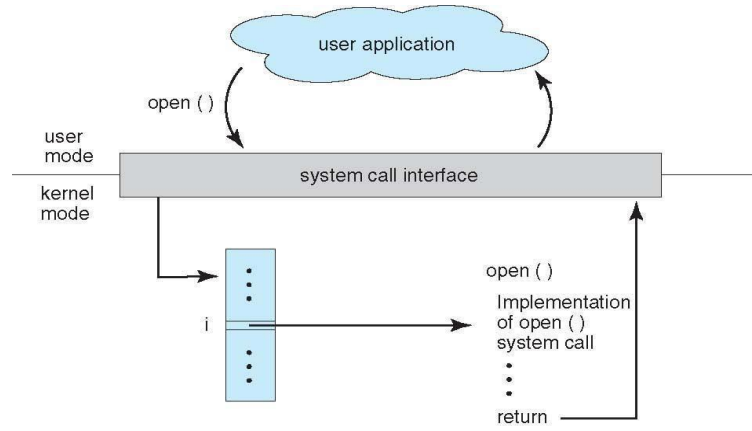 user application
open ( )
user
mode
system call interface
kernel
mode
open ( )
i
Implementation
of open ( )
system call
return